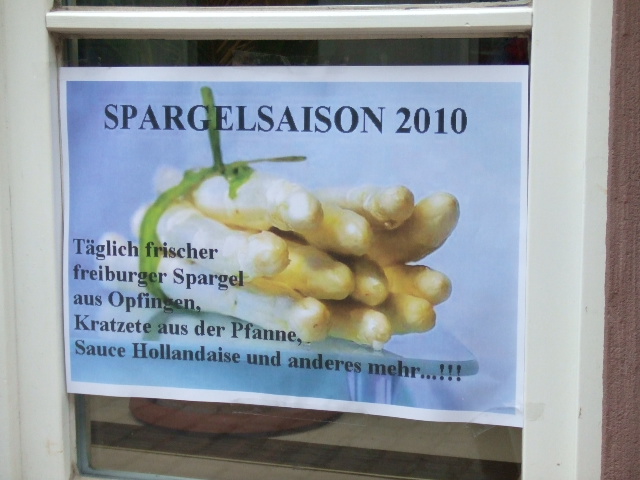 SPARGELSAISON 2010
Täglich frischer
freiburger Spargel
aus Opfingen,
Kratzete aus der Pfanne,
Sauce Hollandaise und anderes mehr...!!!